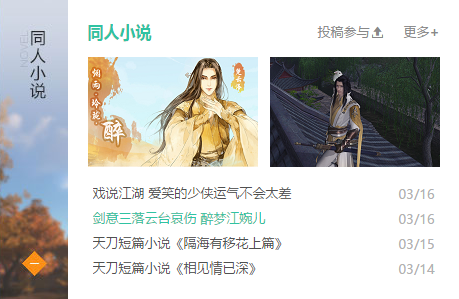 同人小说
同人小说
投稿参与
更多+
烟雨·玲珑
醉
戏说江湖 爱笑的少侠运气不会太差 03/16
剑意三落云台哀伤 醉梦江婉儿 03/16
天刀短篇小说《隔海有移花上篇》 03/15
天刀短篇小说《相见情已深》 03/14